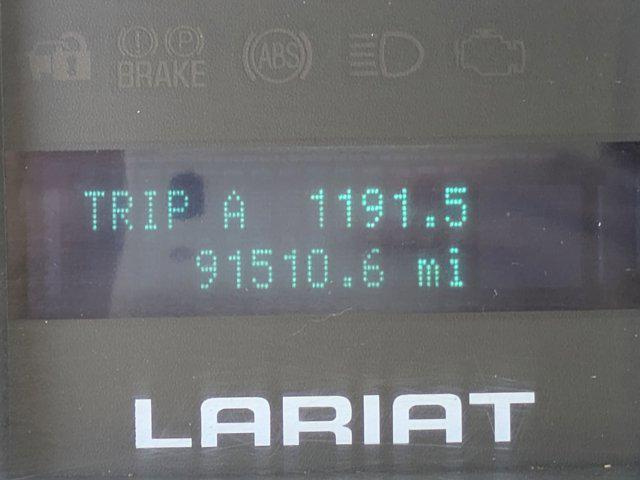 (!) (P)
BRAKE
(ABS)
TRIP A 1191.5
91510.6 mi
LARIAT